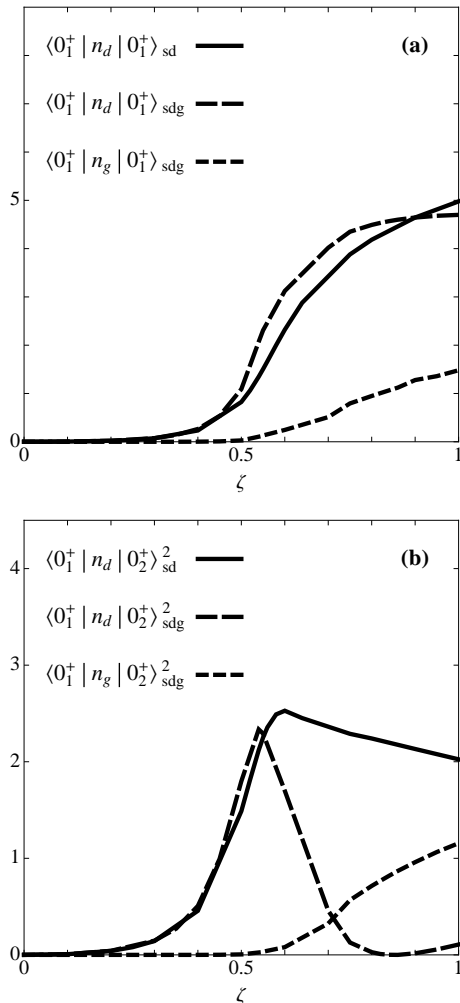 ⟨0₁⁺ | n_d | 0₁⁺⟩_sd (a)
⟨0₁⁺ | n_d | 0₁⁺⟩_sdg
⟨0₁⁺ | n_g | 0₁⁺⟩_sdg
5
0
0 0.5 1
ζ
⟨0₁⁺ | n_d | 0₂⁺⟩²_sd (b)
4
⟨0₁⁺ | n_d | 0₂⁺⟩²_sdg
⟨0₁⁺ | n_g | 0₂⁺⟩²_sdg
3
2
1
0
0 0.5 1
ζ